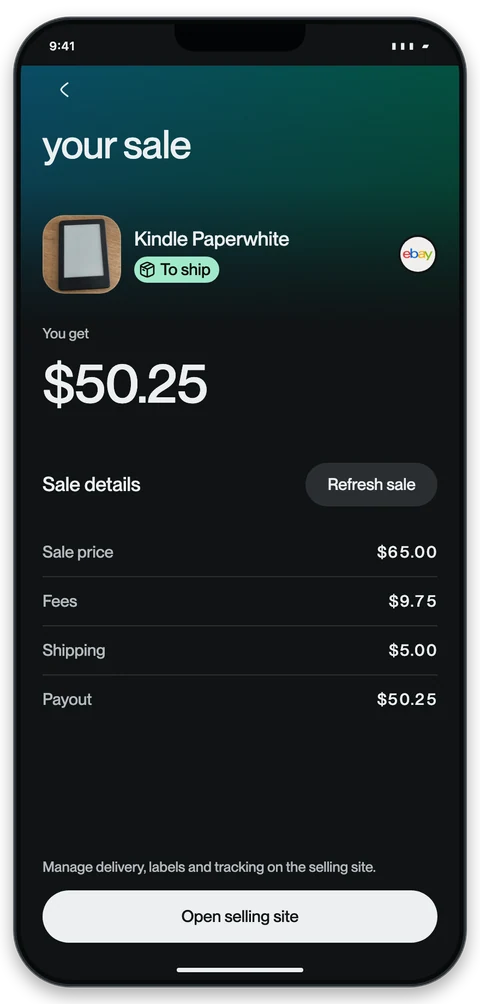 9:41
your sale
Kindle Paperwhite
To ship
ebay
You get
$50.25
Sale details
Refresh sale
Sale price
$65.00
Fees
$9.75
Shipping
$5.00
Payout
$50.25
Manage delivery, labels and tracking on the selling site.
Open selling site